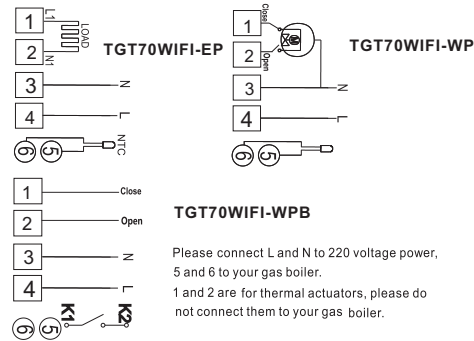 1 L1
LOAD
2 N1
TGT70WIFI-EP
3 N
4 L
6 5 NTC
1 Close
M
2 Open
TGT70WIFI-WP
3 N
4 L
6 5
1 Close
2 Open
3 N
4 L
6 5 K1 K2
TGT70WIFI-WPB
Please connect L and N to 220 voltage power,
5 and 6 to your gas boiler.
1 and 2 are for thermal actuators, please do
not connect them to your gas boiler.